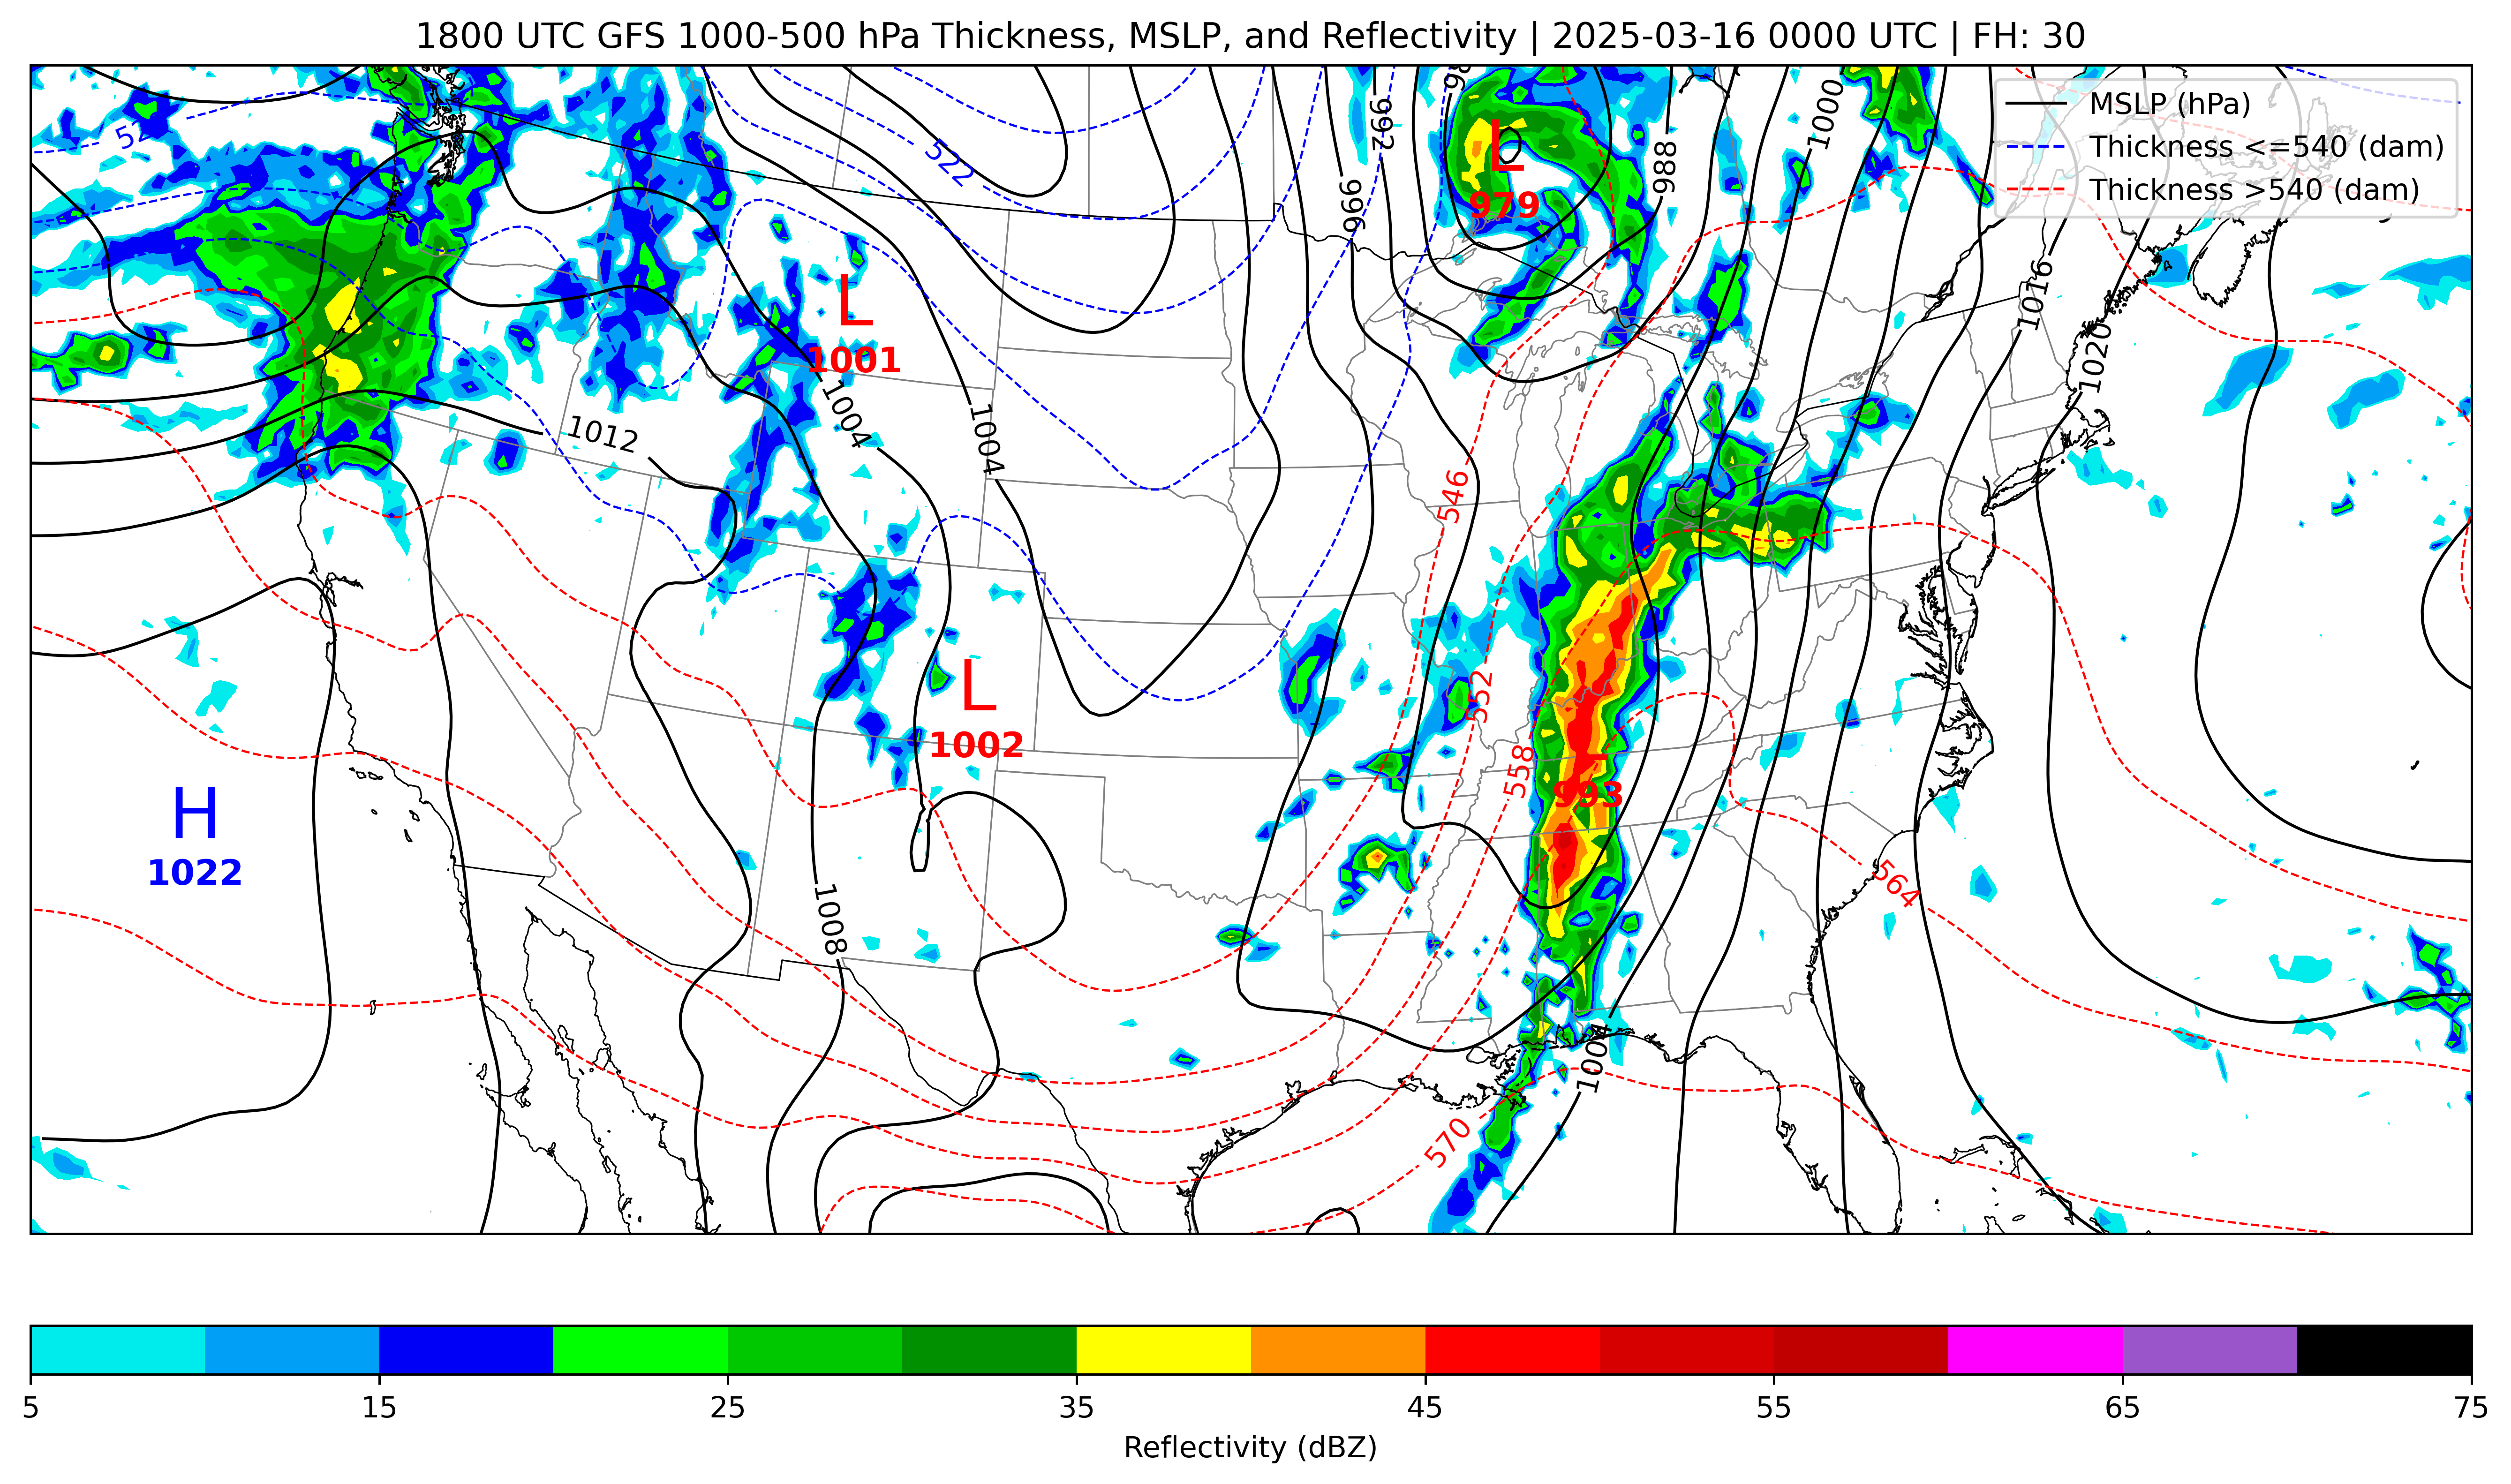 1800 UTC GFS 1000-500 hPa Thickness, MSLP, and Reflectivity | 2025-03-16 0000 UTC | FH: 30
MSLP (hPa)
Thickness <=540 (dam)
Thickness >540 (dam)
522
992
996
988
1000
L
979
1016
1020
L
1001
1004
1004
1012
546
552
558
L
1002
993
H
1022
564
1008
1004
570
5 15 25 35 45 55 65 75
Reflectivity (dBZ)